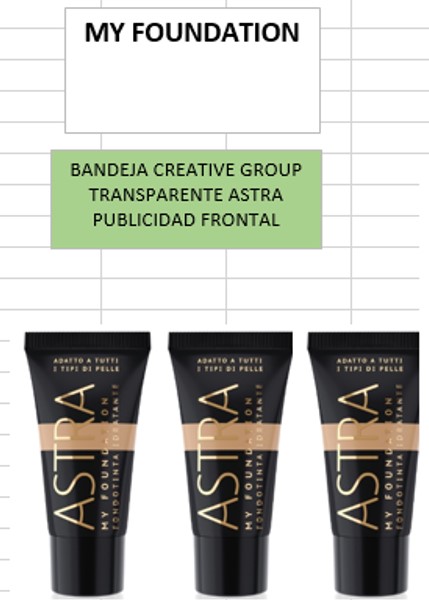 MY FOUNDATION
BANDEJA CREATIVE GROUP
TRANSPARENTE ASTRA
PUBLICIDAD FRONTAL
ADATTO A TUTTI
I TIPI DI PELLE
ASTRA
MY FOUNDATION
FONDOTINTA IDRATANTE
ADATTO A TUTTI
I TIPI DI PELLE
ASTRA
MY FOUNDATION
FONDOTINTA IDRATANTE
ADATTO A TUTTI
I TIPI DI PELLE
ASTRA
MY FOUNDATION
FONDOTINTA IDRATANTE